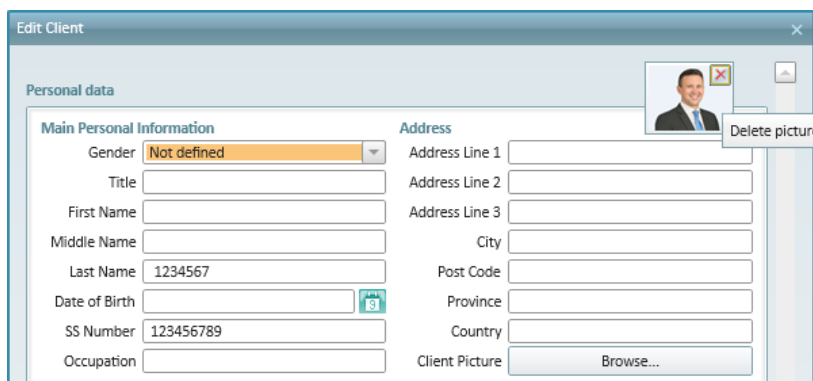 Edit Client
Personal data
Delete picture
Main Personal Information
Gender Not defined
Title
First Name
Middle Name
Last Name 1234567
Date of Birth 9
SS Number 123456789
Occupation
Address
Address Line 1
Address Line 2
Address Line 3
City
Post Code
Province
Country
Client Picture Browse...